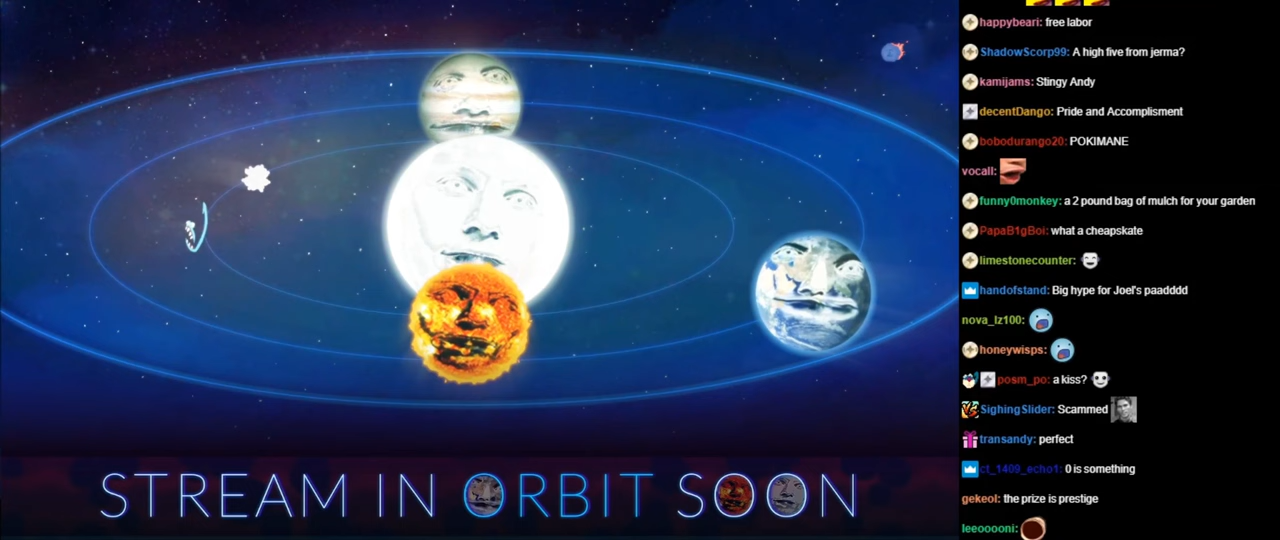 happybeari: free labor
ShadowScorp99: A high five from jerma?
kamijams: Stingy Andy
decentDango: Pride and Accomplisment
bobodurango20: POKIMANE
vocall:
funny0monkey: a 2 pound bag of mulch for your garden
PapaB1gBoi: what a cheapskate
limestonecounter:
handofstand: Big hype for Joel's paadddd
nova_lz100:
honeywisps:
posm_po: a kiss?
SighingSlider: Scammed
transandy: perfect
ct_1409_echo1: 0 is something
gekeol: the prize is prestige
leeooooni:
STREAM IN ORBIT SOON